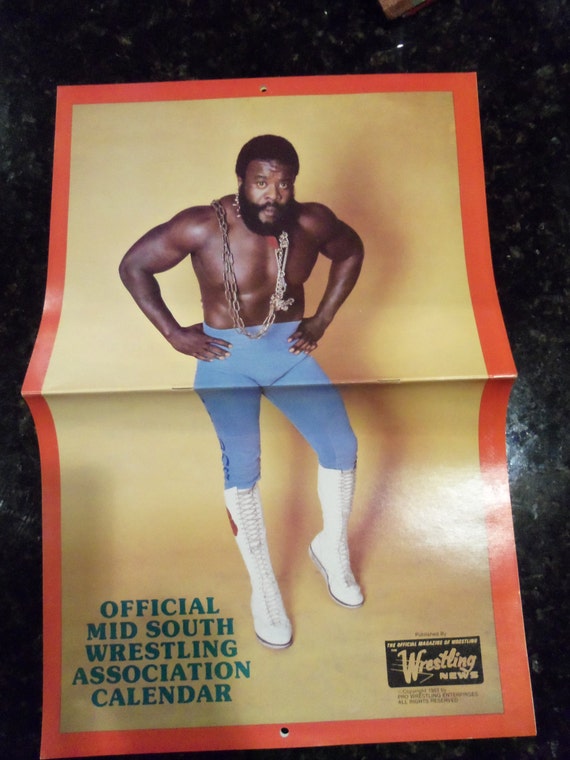 OFFICIAL
MID SOUTH
WRESTLING
ASSOCIATION
CALENDAR
Published By
THE OFFICIAL MAGAZINE OF WRESTLING
THE
Wrestling
NEWS
PRO WRESTLING ENTERPRISES
ALL RIGHTS RESERVED